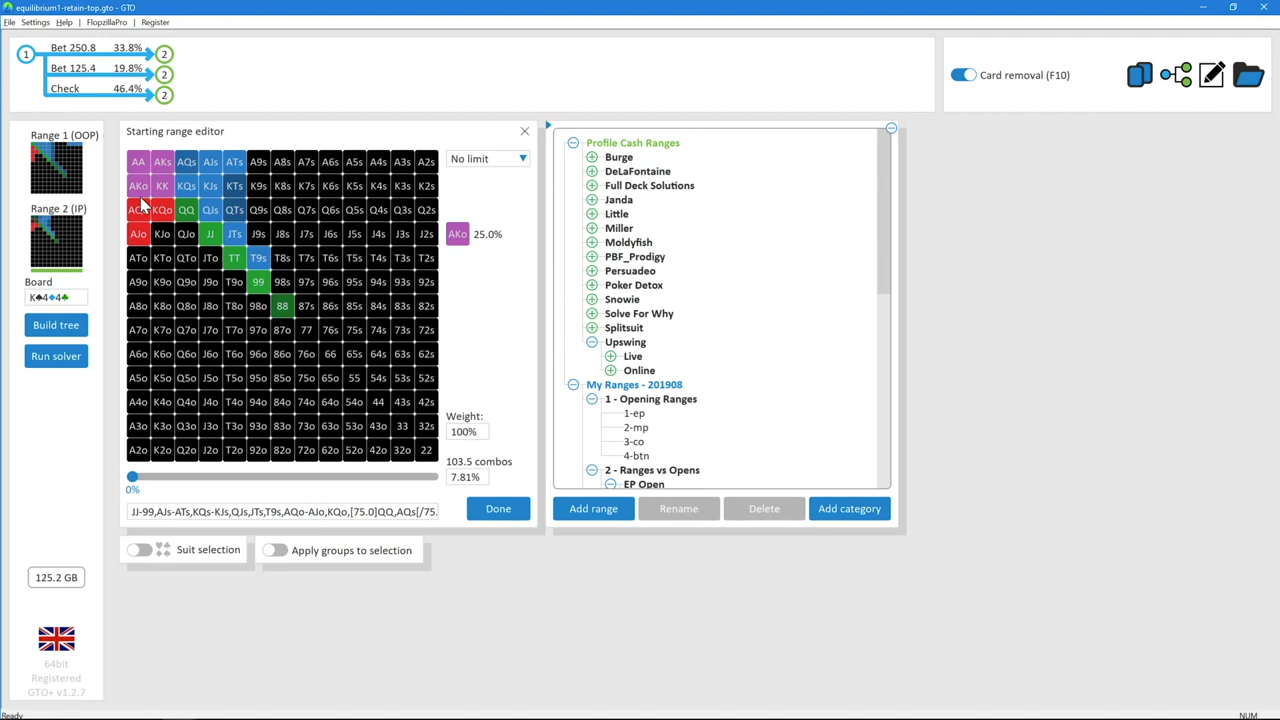 equilibrium1-retain-top.gto - GTO
File Settings Help FlopzillaPro Register
1 Bet 250.8 33.8% 2
Bet 125.4 19.8% 2
Check 46.4% 2
Card removal (F10)
Range 1 (OOP)
Range 2 (IP)
Board
K♠4♦4♣
Build tree
Run solver
125.2 GB
64bit
Registered
GTO+ v1.2.7
Starting range editor
AA AKs AQs AJs ATs A9s A8s A7s A6s A5s A4s A3s A2s
AKo KK KQs KJs KTs K9s K8s K7s K6s K5s K4s K3s K2s
KQo QQ QJs QTs Q9s Q8s Q7s Q6s Q5s Q4s Q3s Q2s
AJo KJo QJo JJ JTs J9s J8s J7s J6s J5s J4s J3s J2s
ATo KTo QTo JTo TT T9s T8s T7s T6s T5s T4s T3s T2s
A9o K9o Q9o J9o T9o 99 98s 97s 96s 95s 94s 93s 92s
A8o K8o Q8o J8o T8o 98o 88 87s 86s 85s 84s 83s 82s
A7o K7o Q7o J7o T7o 97o 87o 77 76s 75s 74s 73s 72s
A6o K6o Q6o J6o T6o 96o 86o 76o 66 65s 64s 63s 62s
A5o K5o Q5o J5o T5o 95o 85o 75o 65o 55 54s 53s 52s
A4o K4o Q4o J4o T4o 94o 84o 74o 64o 54o 44 43s 42s
A3o K3o Q3o J3o T3o 93o 83o 73o 63o 53o 43o 33 32s
A2o K2o Q2o J2o T2o 92o 82o 72o 62o 52o 42o 32o 22
No limit
AKo 25.0%
Weight:
100%
103.5 combos
7.81%
0%
JJ-99,AJs-ATs,KQs-KJs,QJs,JTs,T9s,AQo-AJo,KQo,[75.0]QQ,AQs[/75.
Done
Suit selection
Apply groups to selection
Profile Cash Ranges
Burge
DeLaFontaine
Full Deck Solutions
Janda
Little
Miller
Moldyfish
PBF_Prodigy
Persuadeo
Poker Detox
Snowie
Solve For Why
Splitsuit
Upswing
Live
Online
My Ranges - 201908
1 - Opening Ranges
1-ep
2-mp
3-co
4-btn
2 - Ranges vs Opens
EP Open
Add range Rename Delete Add category
Ready
NUM